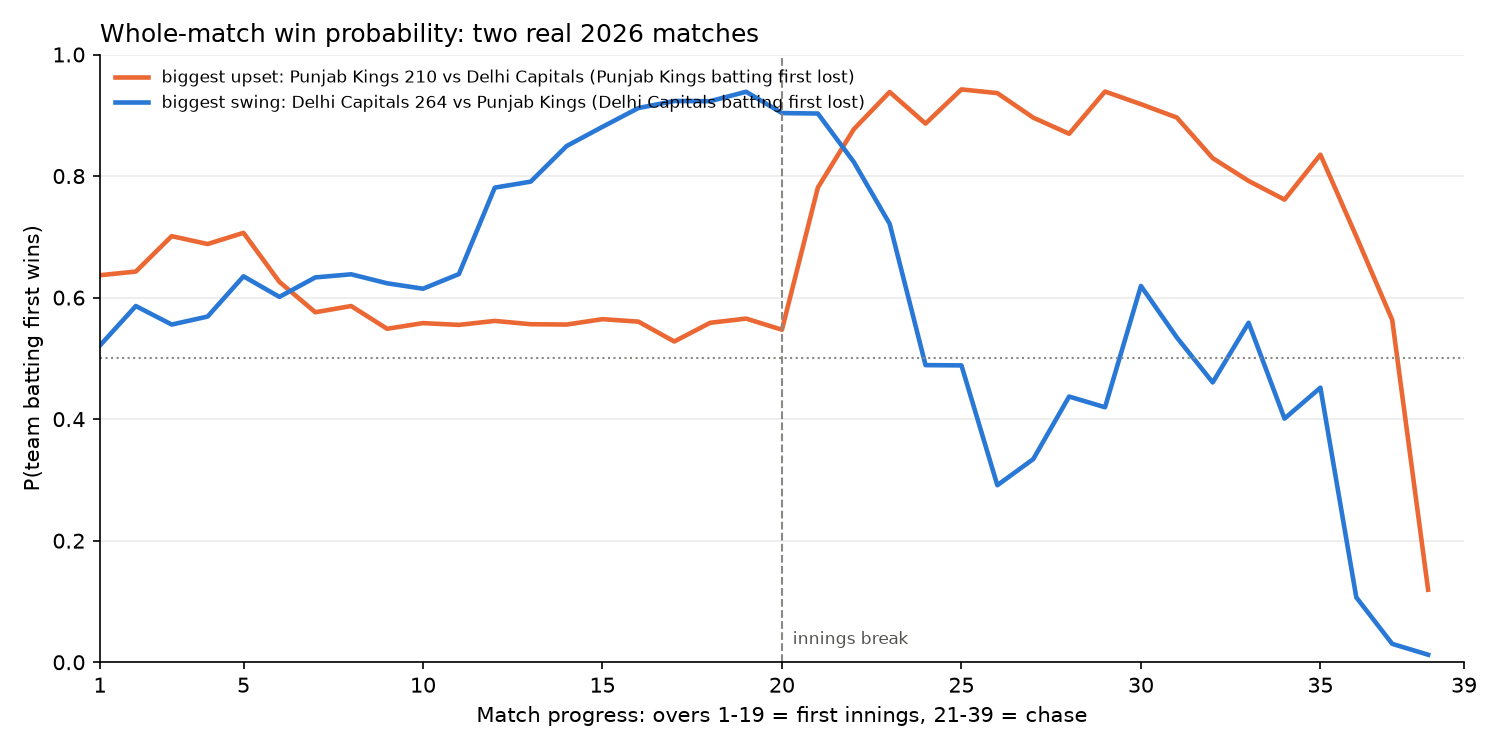 Whole-match win probability: two real 2026 matches
biggest upset: Punjab Kings 210 vs Delhi Capitals (Punjab Kings batting first lost)
biggest swing: Delhi Capitals 264 vs Punjab Kings (Delhi Capitals batting first lost)
P(team batting first wins)
1.0
0.8
0.6
0.4
0.2
0.0
innings break
1 5 10 15 20 25 30 35 39
Match progress: overs 1-19 = first innings, 21-39 = chase